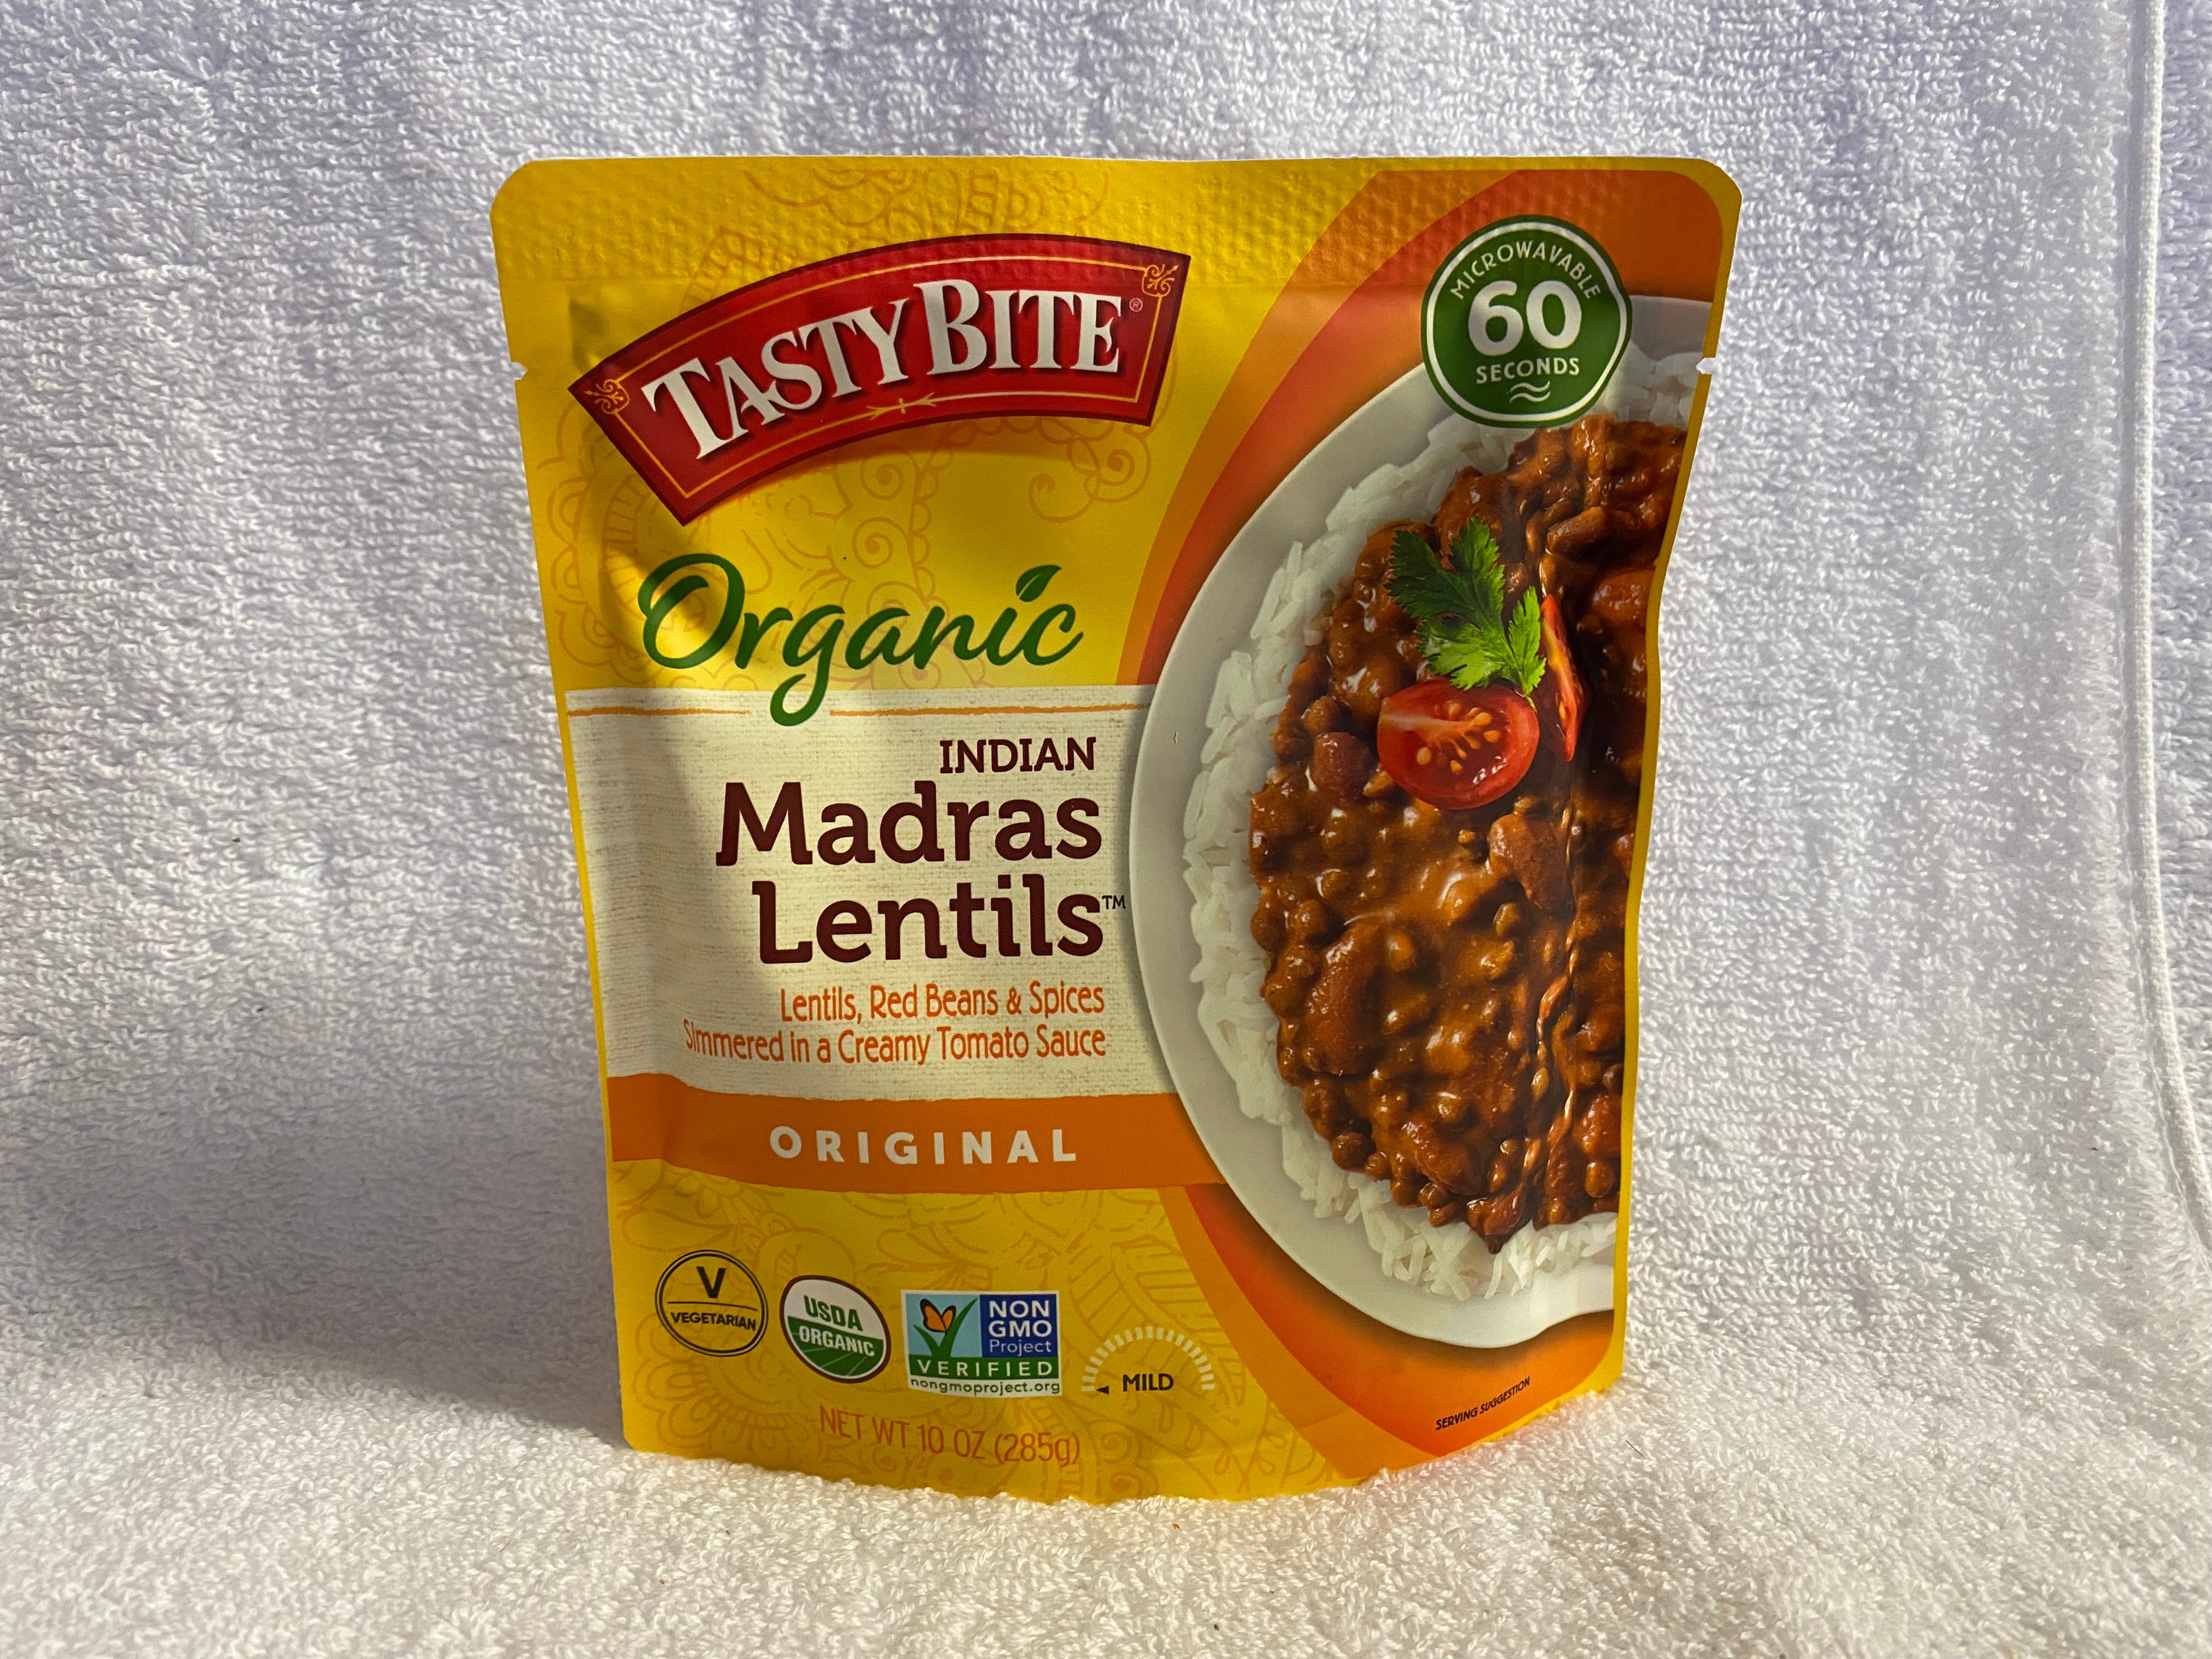 TASTY BITE®
MICROWAVABLE
60
SECONDS
Organic
INDIAN
Madras
Lentils™
Lentils, Red Beans & Spices
Simmered in a Creamy Tomato Sauce
ORIGINAL
V
VEGETARIAN
USDA
ORGANIC
NON
GMO
Project
VERIFIED
nongmoproject.org
MILD
NET WT 10 OZ (285g)
SERVING SUGGESTION